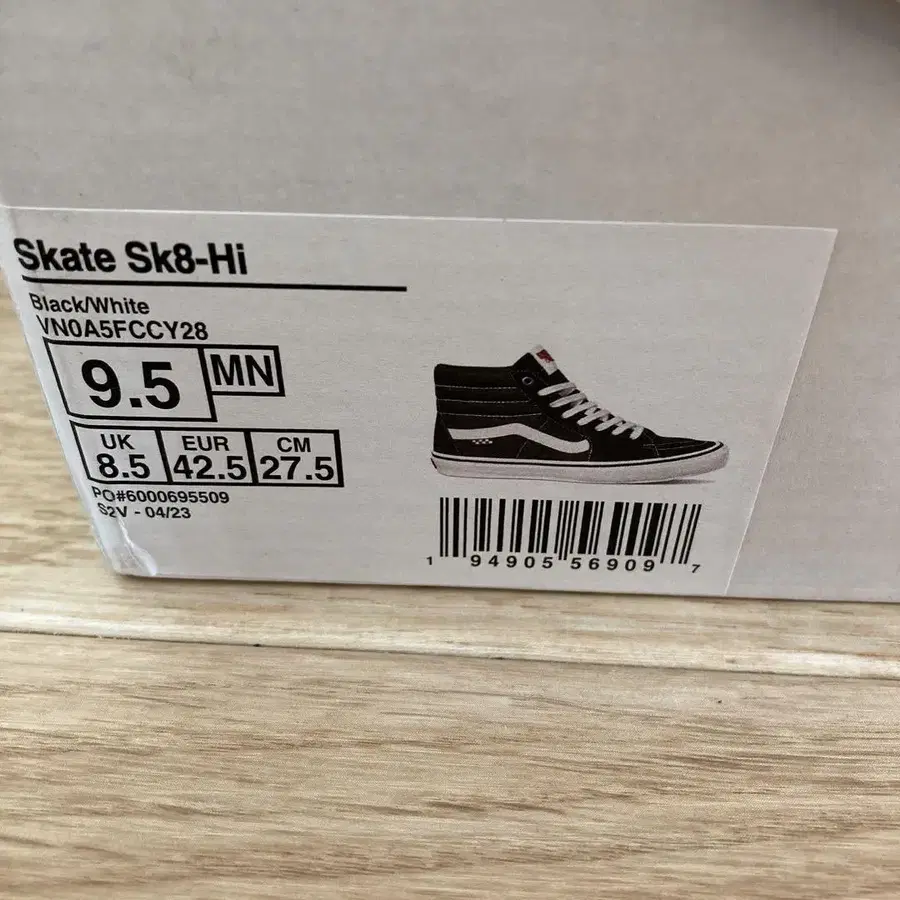 Skate Sk8-Hi
Black/White
VN0A5FCCY28
9.5 MN
UK EUR CM
8.5 42.5 27.5
PO#6000695509
S2V - 04/23
1 94905 56909 7